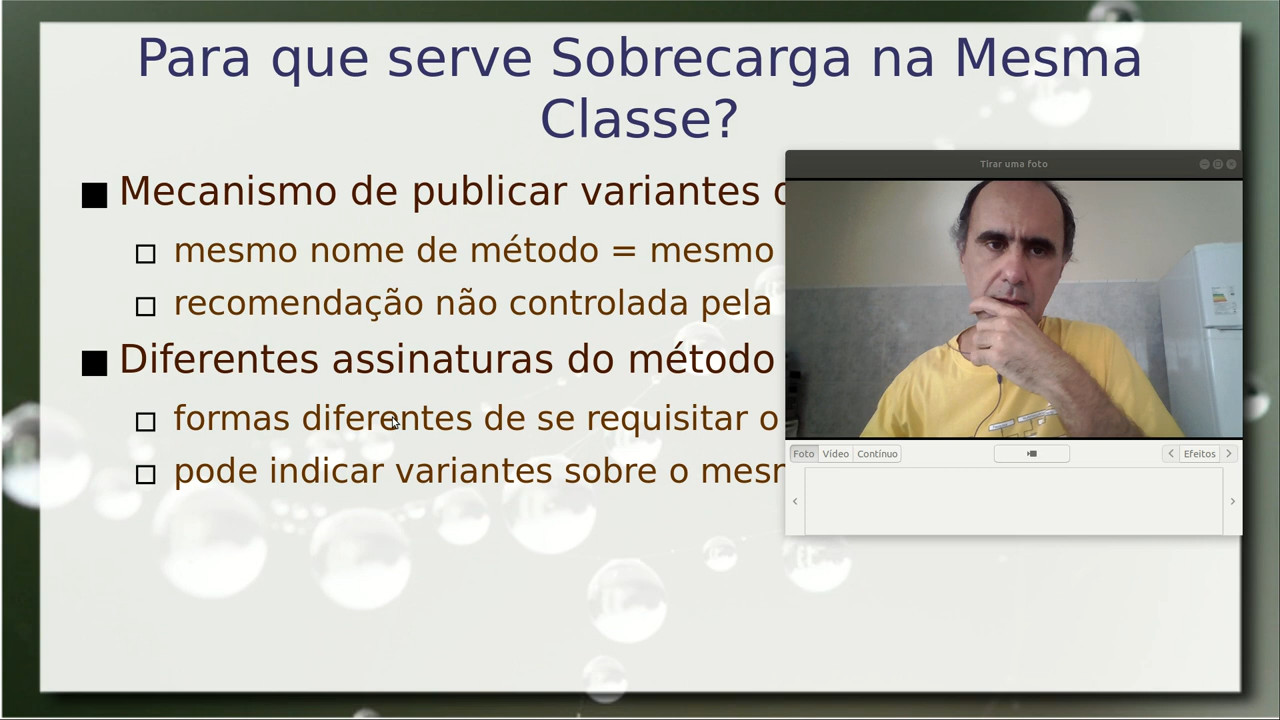 Para que serve Sobrecarga na Mesma
Classe?
Mecanismo de publicar variantes
mesmo nome de método = mesmo
recomendação não controlada pela
Diferentes assinaturas do método
formas diferentes de se requisitar o
pode indicar variantes sobre o
Tirar uma foto
Foto Vídeo Contínuo
Efeitos